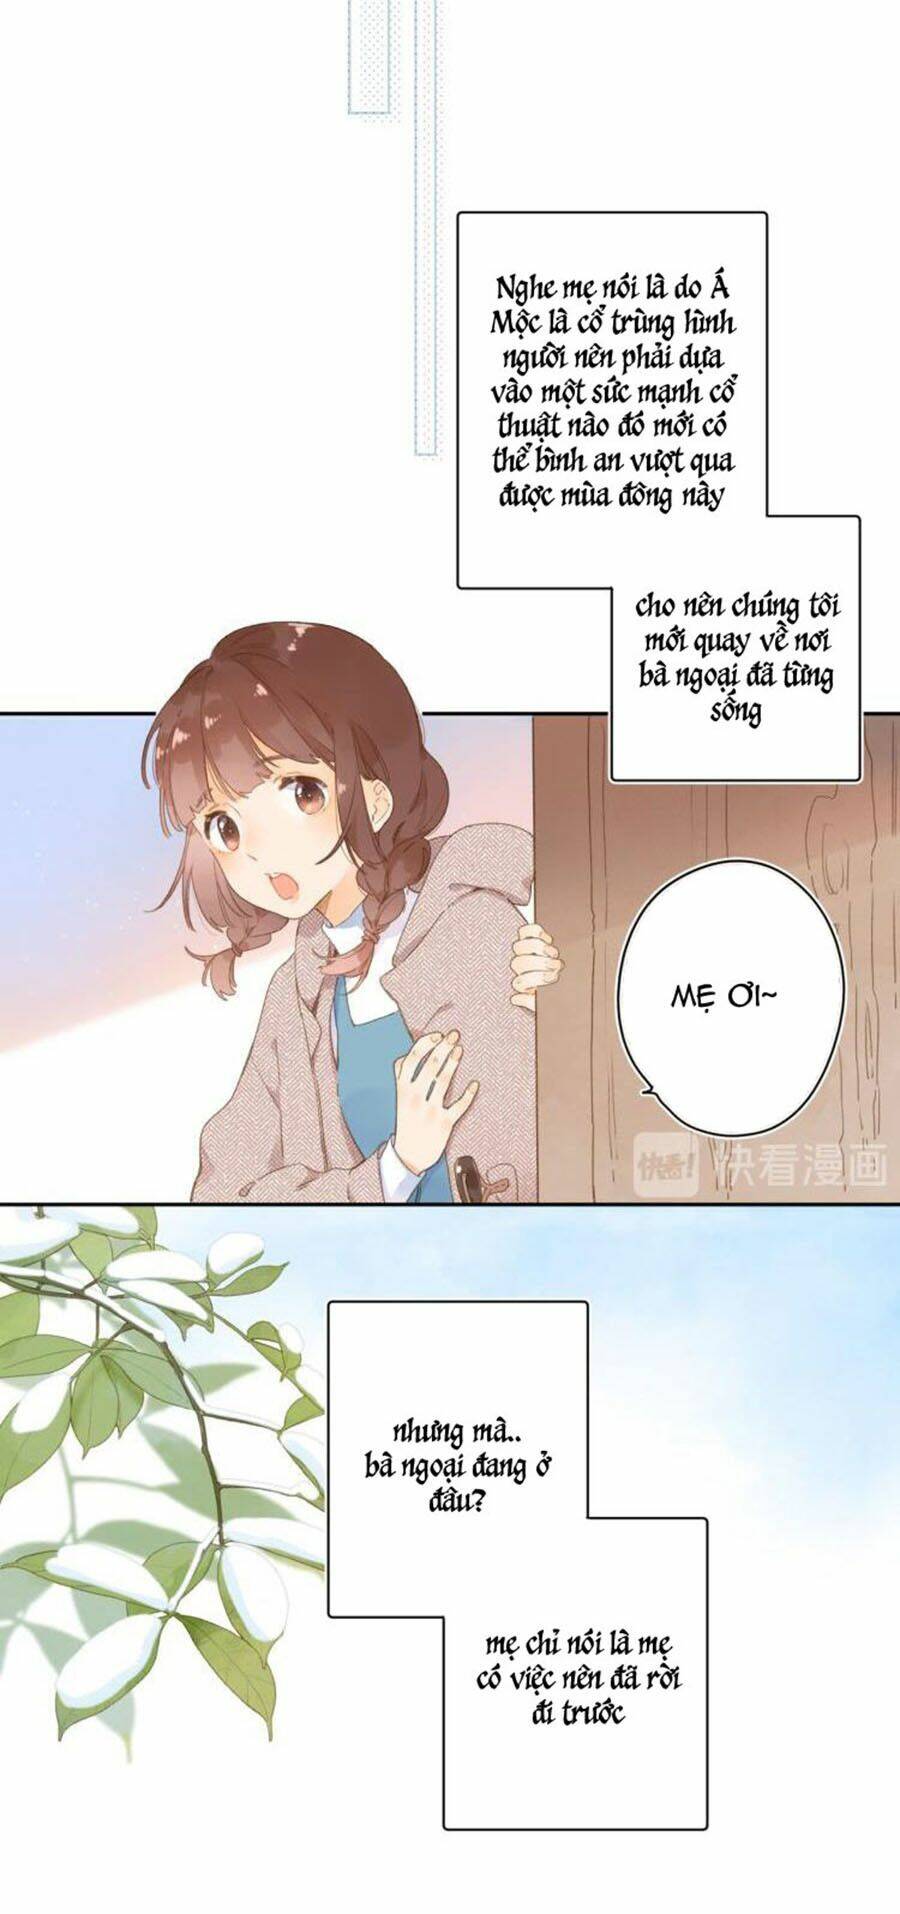 Nghe mẹ nói là do Á
Mộc là cổ trùng hình
người nên phải dựa
vào một sức mạnh cổ
thuật nào đó mới có
thể bình an vượt qua
được mùa đông này
cho nên chúng tôi
mới quay về nơi
bà ngoại đã từng
sống
MẸ ƠI~
快看! 快看漫画
nhưng mà..
bà ngoại đang ở
đâu?
mẹ chỉ nói là mẹ
có việc nên đã rời
đi trước